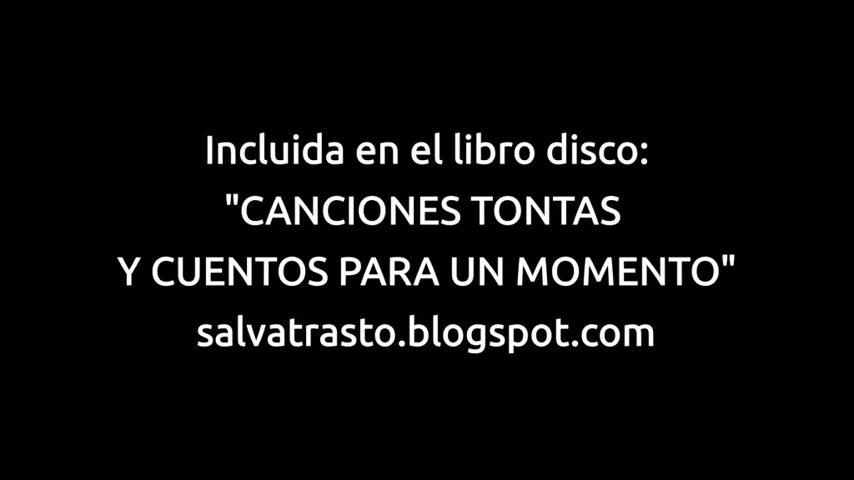 Incluida en el libro disco:
"CANCIONES TONTAS
Y CUENTOS PARA UN MOMENTO"
salvatrasto.blogspot.com